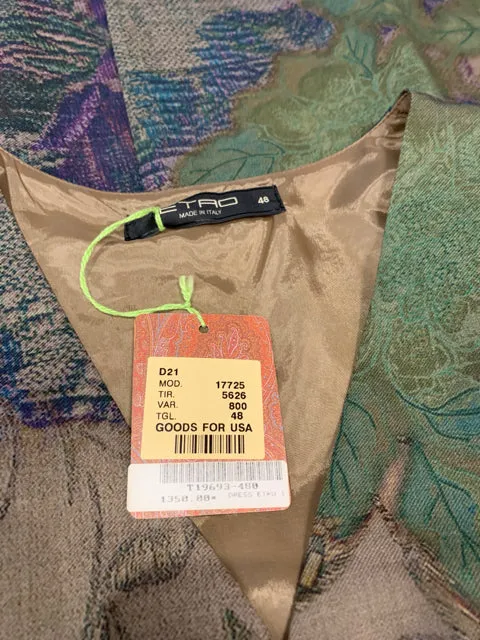 ETRO 48
MADE IN ITALY
D21
MOD. 17725
TIR. 5626
VAR. 800
TGL. 48
GOODS FOR USA
T19693-480
1350.00* DRESS